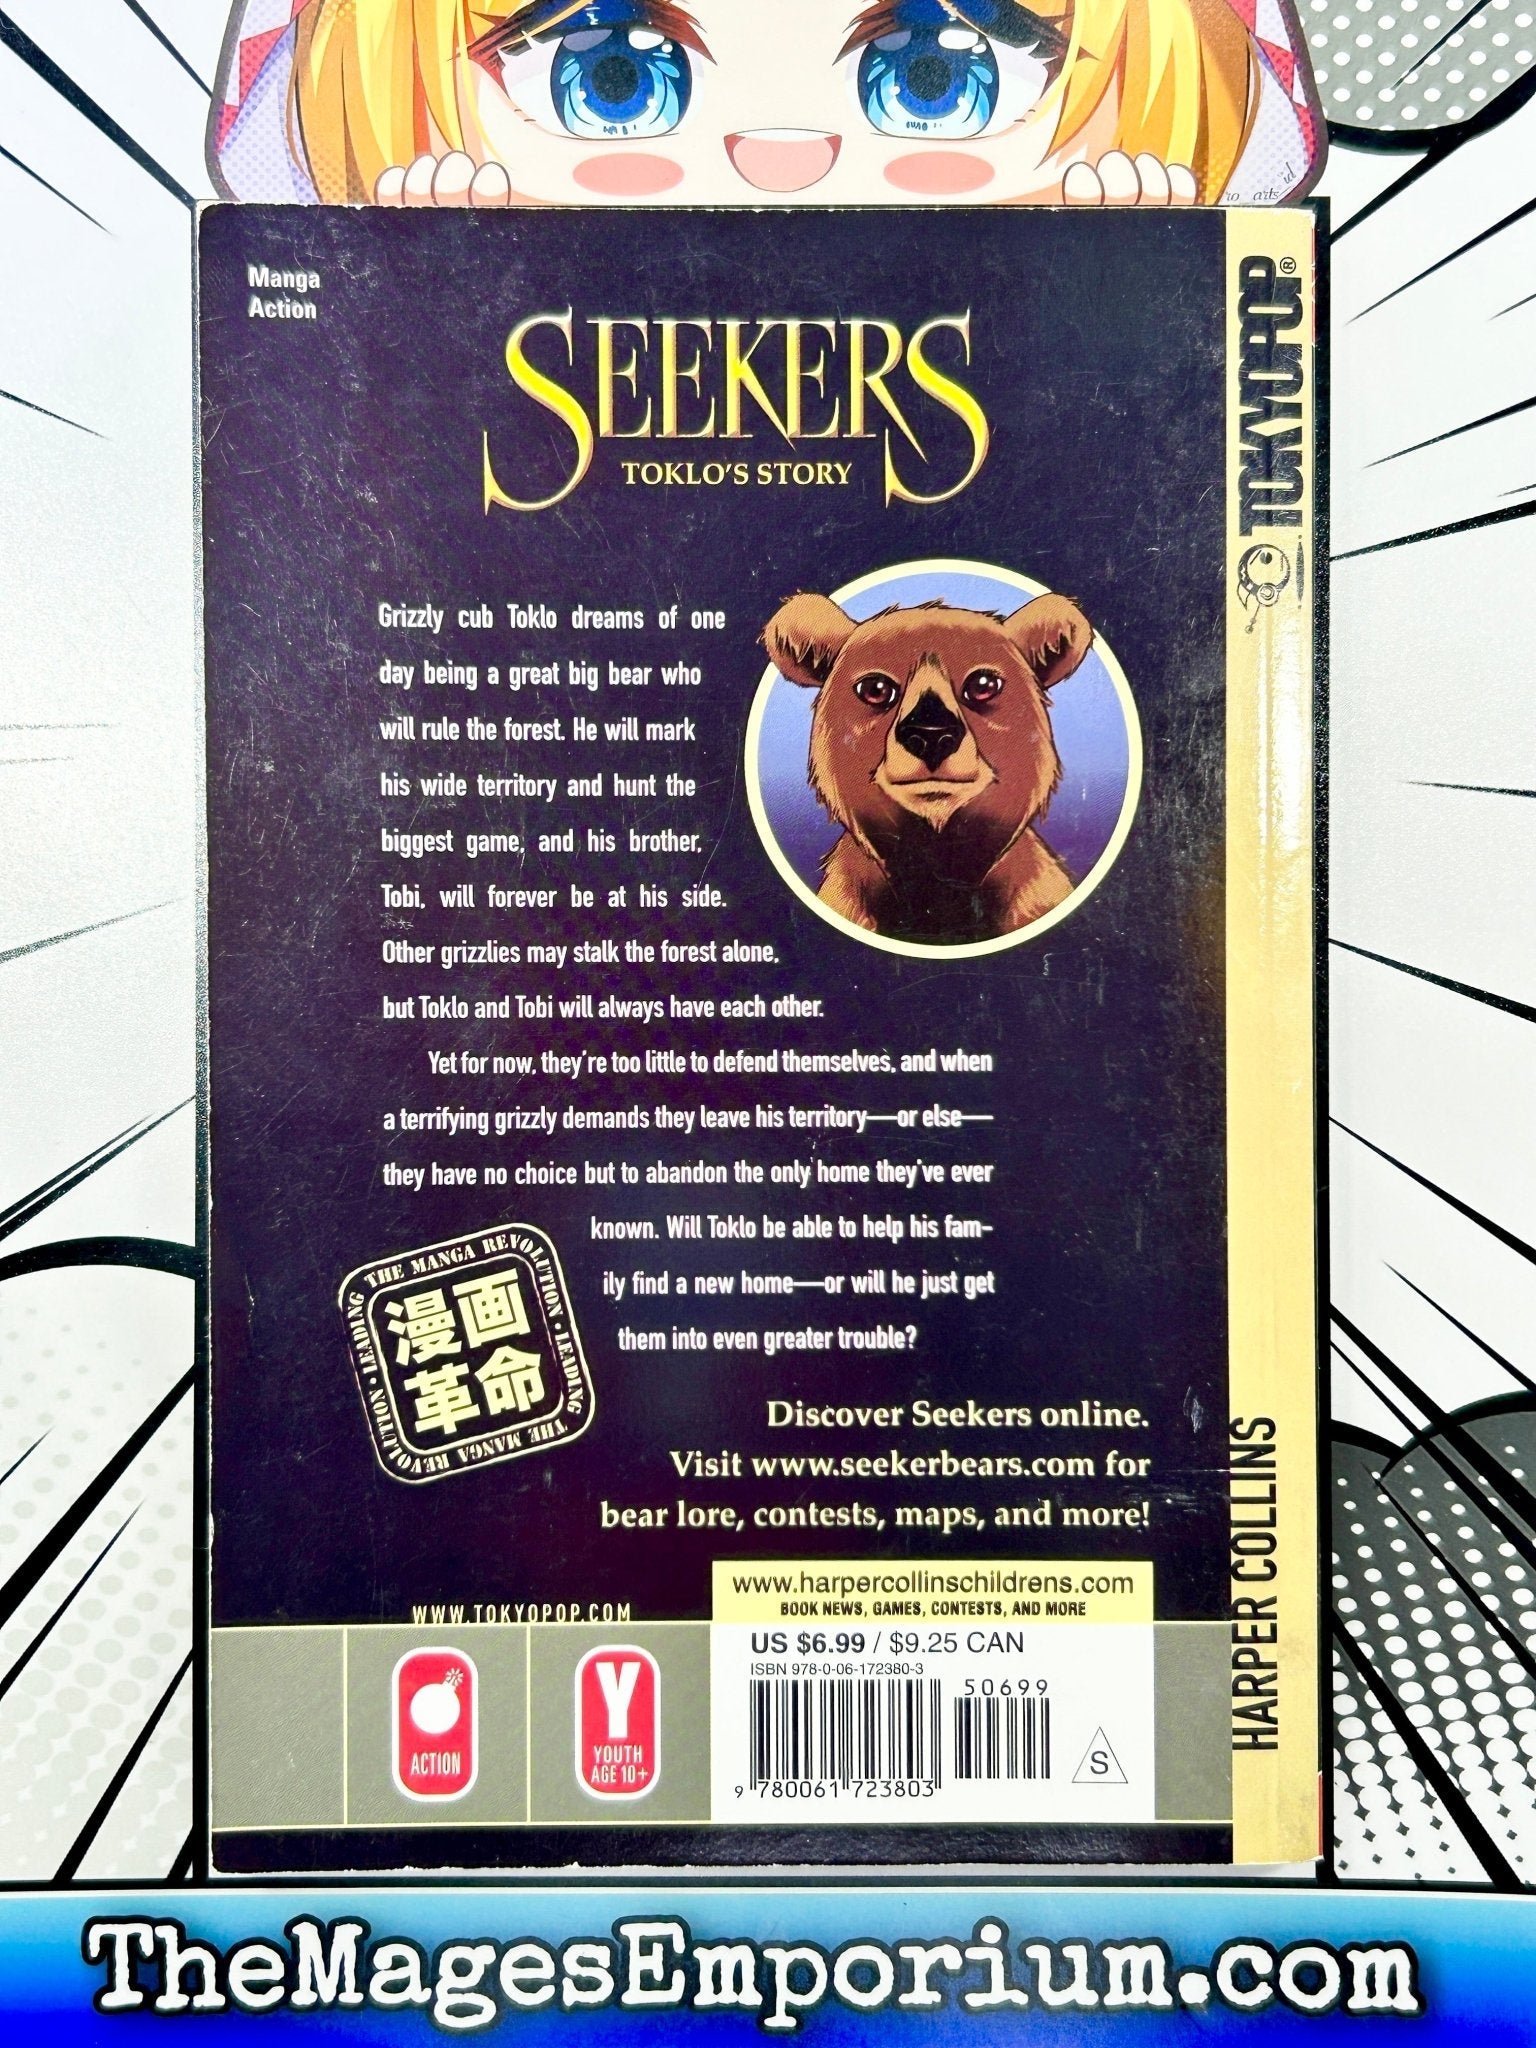 ro_arts_id
Manga
Action
SEEKERS
TOKLO'S STORY
TOKYOPOP®
Grizzly cub Toklo dreams of one
day being a great big bear who
will rule the forest. He will mark
his wide territory and hunt the
biggest game, and his brother,
Tobi, will forever be at his side.
Other grizzlies may stalk the forest alone,
but Toklo and Tobi will always have each other.
Yet for now, they're too little to defend themselves, and when
a terrifying grizzly demands they leave his territory—or else—
they have no choice but to abandon the only home they've ever
known. Will Toklo be able to help his fam-
ily find a new home—or will he just get
them into even greater trouble?
LEADING THE MANGA REVOLUTION · LEADING THE MANGA REVOLUTION ·
漫画
革命
Discover Seekers online.
Visit www.seekerbears.com for
bear lore, contests, maps, and more!
HARPER COLLINS
www.harpercollinschildrens.com
BOOK NEWS, GAMES, CONTESTS, AND MORE
WWW.TOKYOPOP.COM
US $6.99 / $9.25 CAN
ISBN 978-0-06-172380-3
50699
9 780061 723803
S
ACTION
Y
YOUTH
AGE 10+
TheMagesEmporium.com